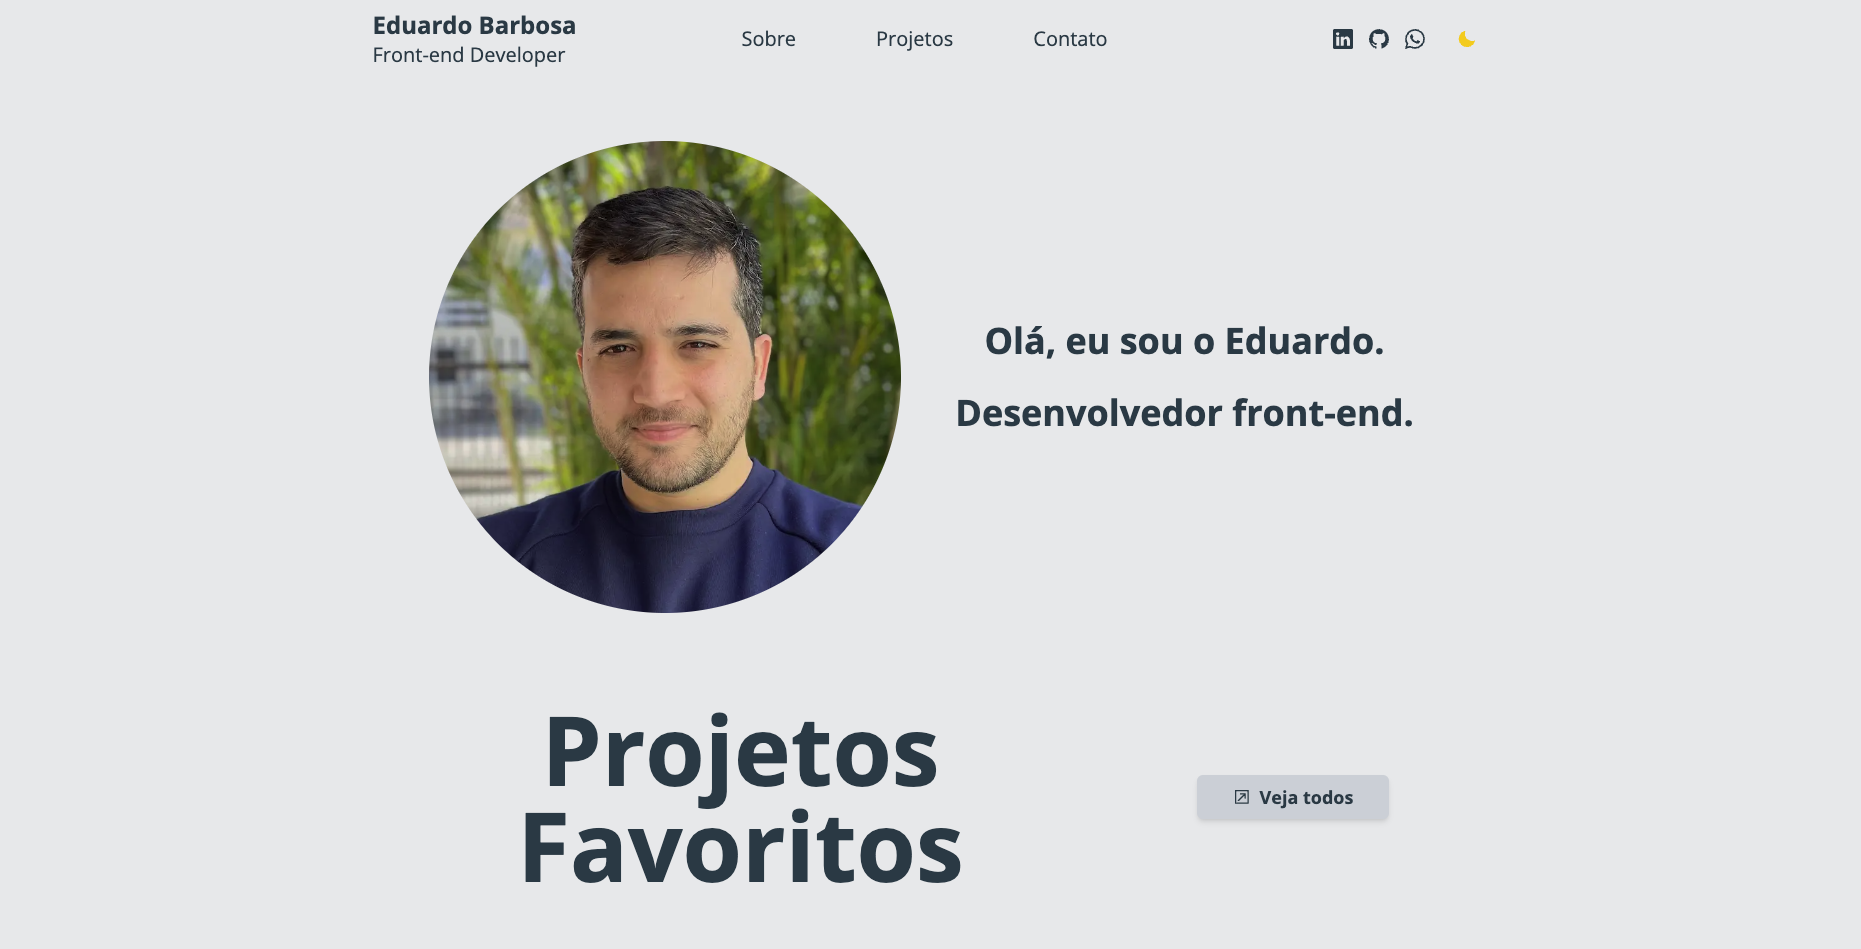 Eduardo Barbosa
Front-end Developer
Sobre
Projetos
Contato
Olá, eu sou o Eduardo.
Desenvolvedor front-end.
Projetos
Favoritos
Veja todos